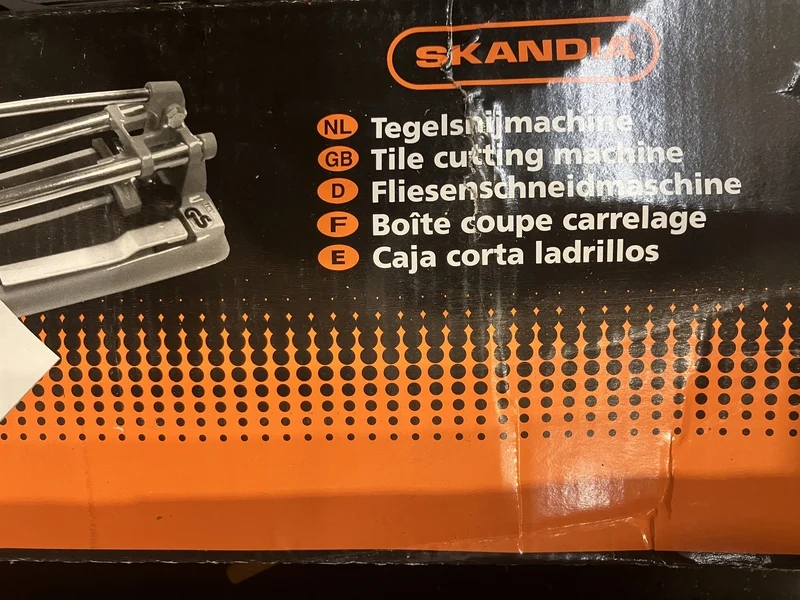 SKANDIA
NL Tegelsnijmachine
GB Tile cutting machine
D Fliesenschneidmaschine
F Boîte coupe carrelage
E Caja corta ladrillos